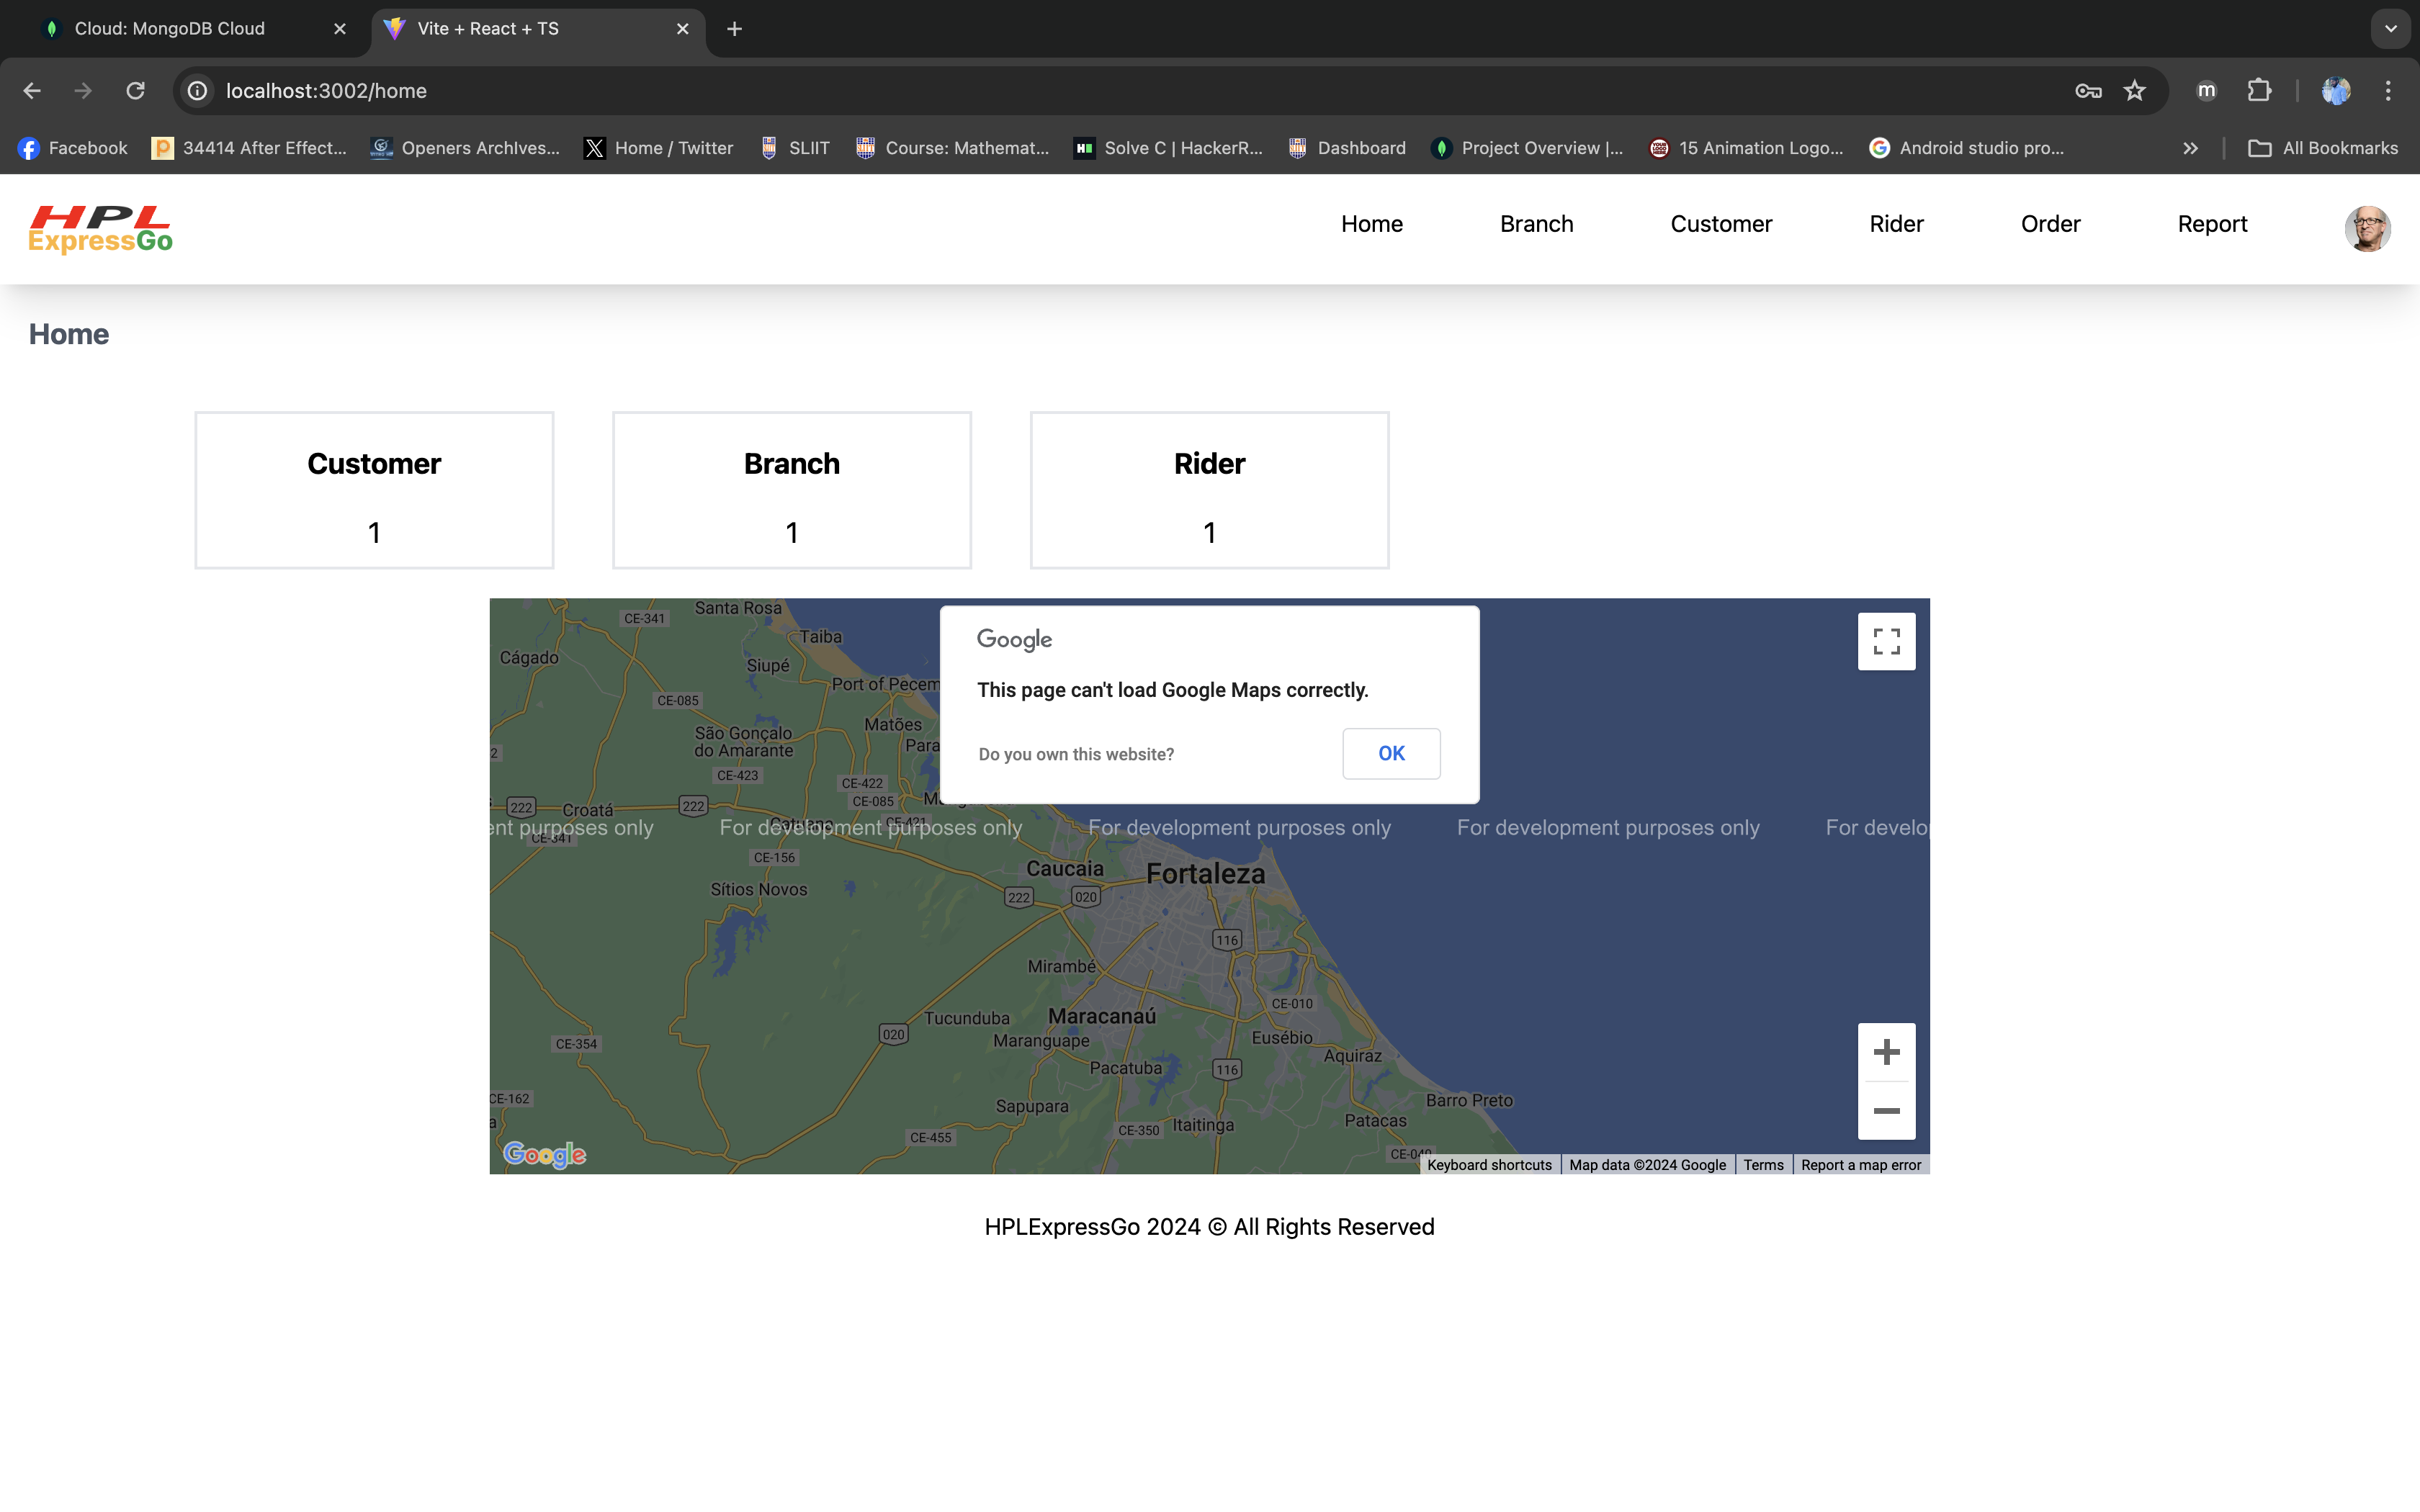 Cloud: MongoDB Cloud
Vite + React + TS
localhost:3002/home
m
Facebook
34414 After Effect...
Openers ArchIves...
Home / Twitter
SLIIT
Course: Mathemat...
Solve C | HackerR...
Dashboard
Project Overview |...
15 Animation Logo...
Android studio pro...
All Bookmarks
HPL
ExpressGo
Home
Branch
Customer
Rider
Order
Report
Home
Customer
Branch
Rider
1
1
1
Santa Rosa
CE-341
Taiba
Cágado
Siupé
Port of Pecem
CE-085
Matões
São Gonçalo
do Amarante
Para
CE-423
CE-422
CE-085
222
Croatá
222
Catuana
CE-421
CE-341
Google
This page can't load Google Maps correctly.
Do you own this website?
OK
ent purposes only
For development purposes only
For development purposes only
For development purposes only
For develo
CE-156
Caucaia
Fortaleza
Sítios Novos
222
020
116
Mirambé
CE-010
Tucunduba
Maracanaú
020
CE-354
Maranguape
Eusébio
Aquiraz
Pacatuba
116
CE-162
Sapupara
Barro Preto
CE-350
Itaitinga
Patacas
CE-455
CE-040
Google
Keyboard shortcuts
Map data ©2024 Google
Terms
Report a map error
HPLExpressGo 2024 © All Rights Reserved